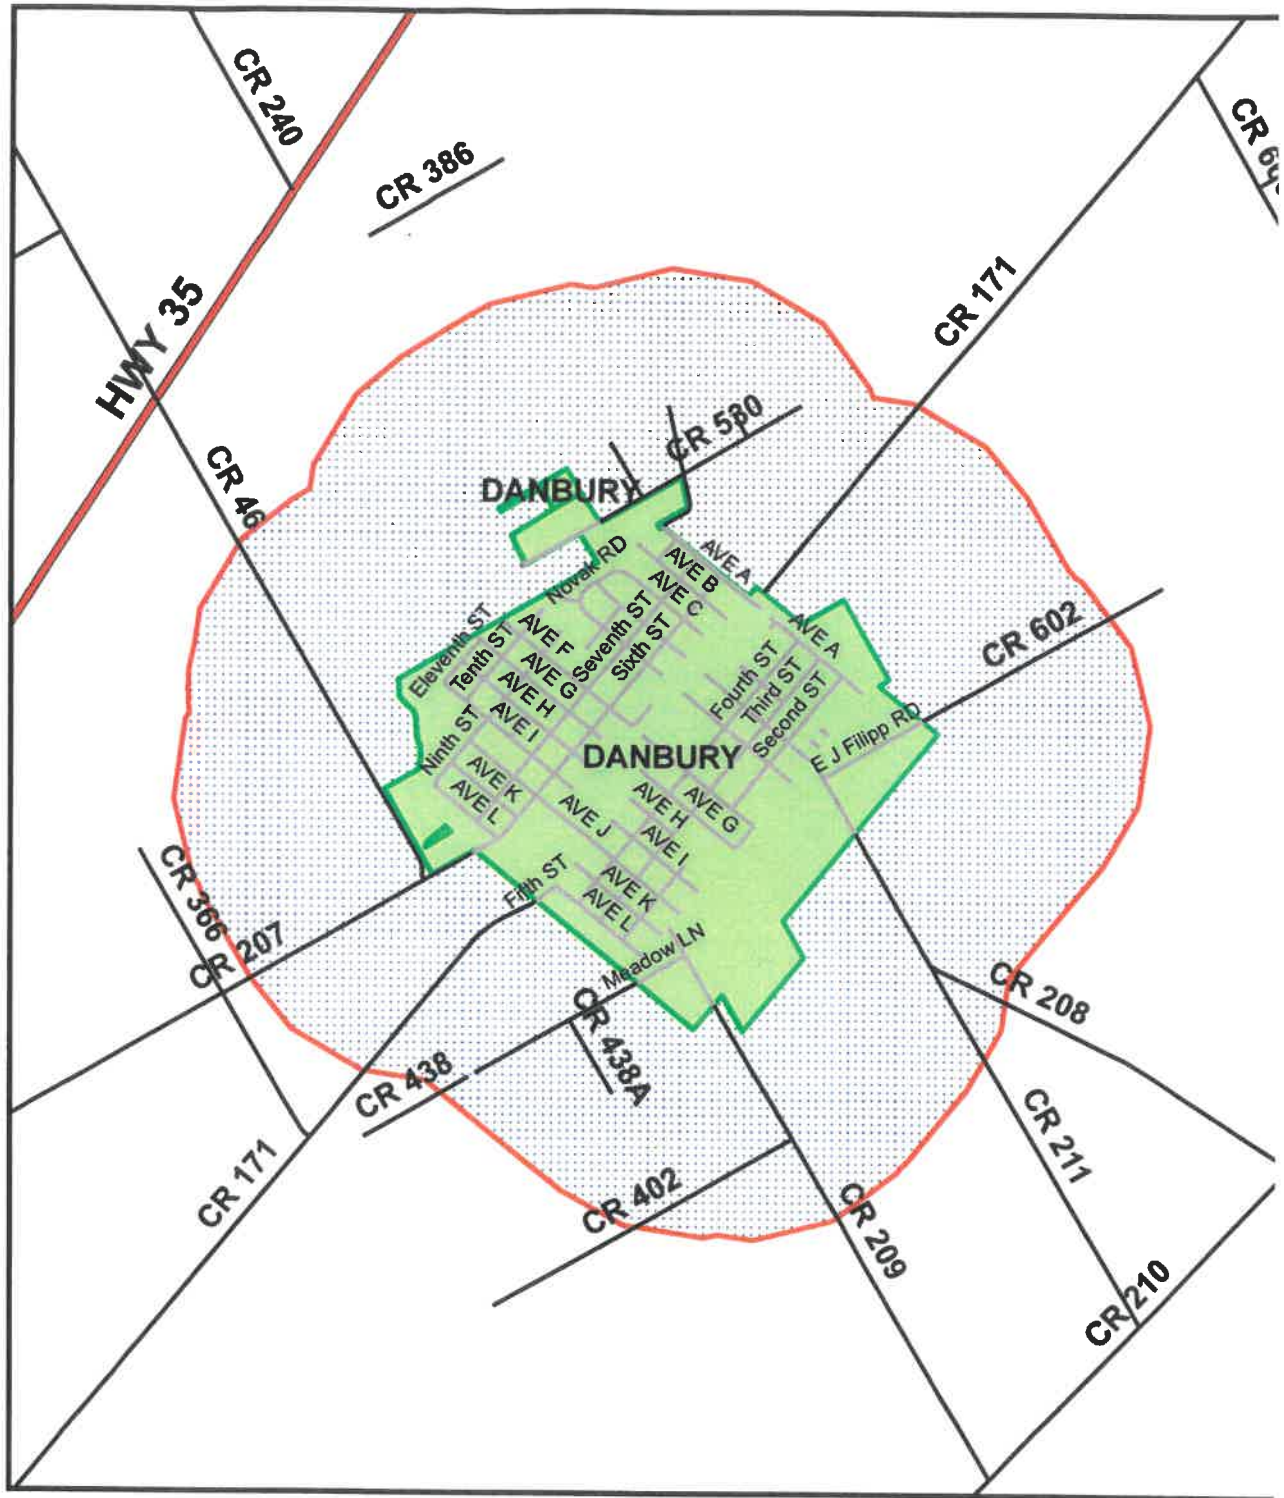 CR 240
CR 386
HWY 35
CR 171
CR 46
CR 530
DANBURY
AVE A
AVE B
AVE C
Novak RD
Seventh ST
Sixth ST
Eleventh ST
Tenth ST
AVE F
AVE G
AVE H
AVE I
Ninth ST
AVE K
AVE L
AVE A
Fourth ST
Third ST
Second ST
CR 602
E J Filipp RD
DANBURY
AVE J
AVE H
AVE G
AVE I
AVE K
AVE L
Fifth ST
Meadow LN
CR 366
CR 207
CR 438
CR 438A
CR 171
CR 402
CR 209
CR 208
CR 211
CR 210